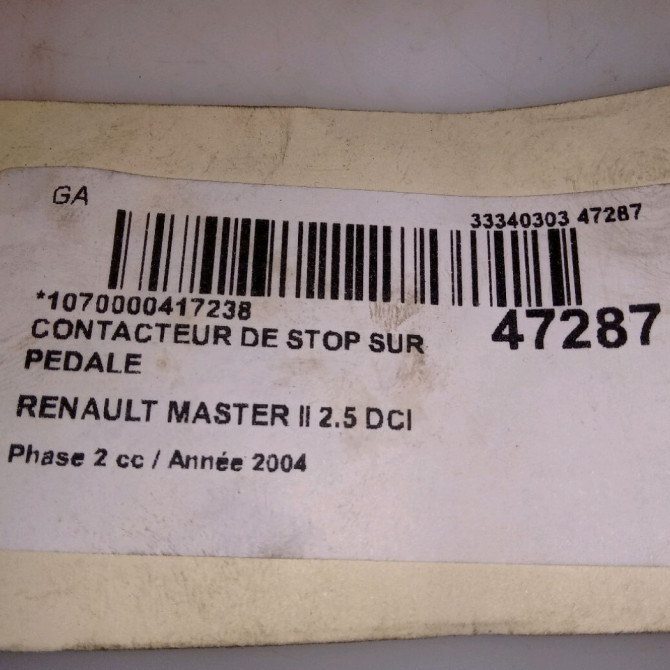 GA
33340303 47287
*1070000417238
47287
CONTACTEUR DE STOP SUR
PEDALE
RENAULT MASTER II 2.5 DCI
Phase 2 cc / Année 2004